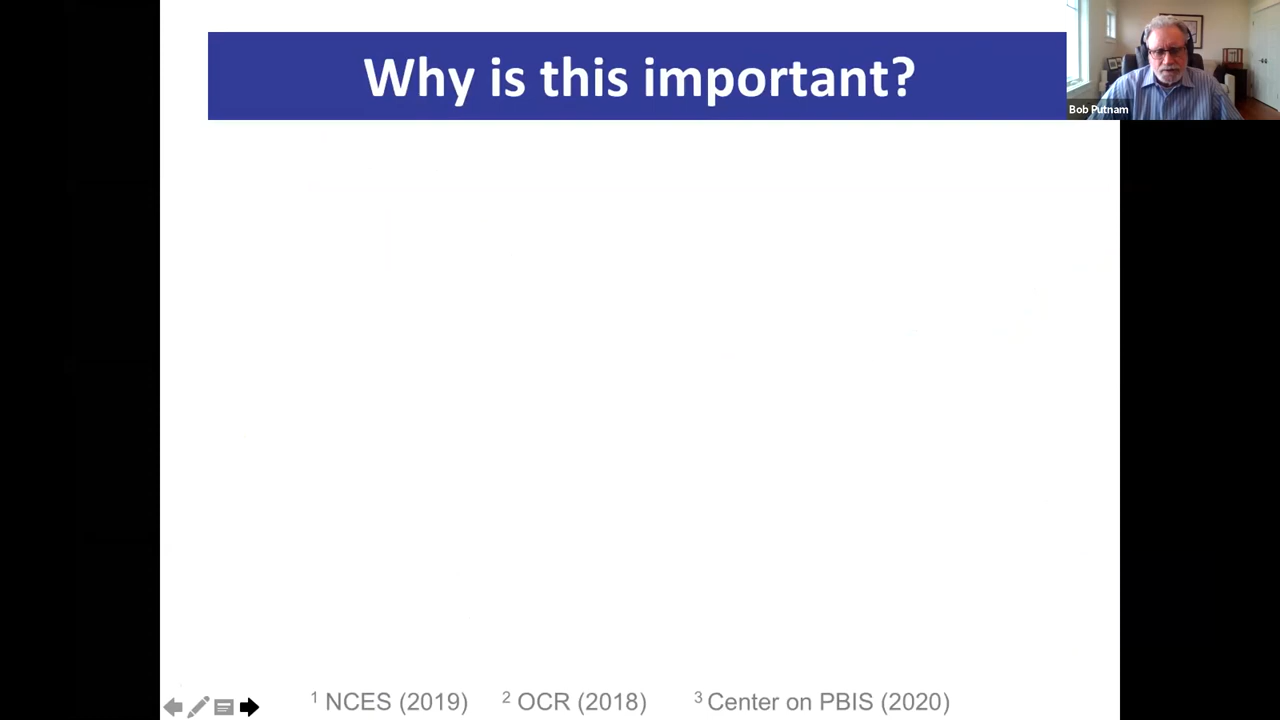 Why is this important?
Bob Putnam
1 NCES (2019) 2 OCR (2018) 3 Center on PBIS (2020)